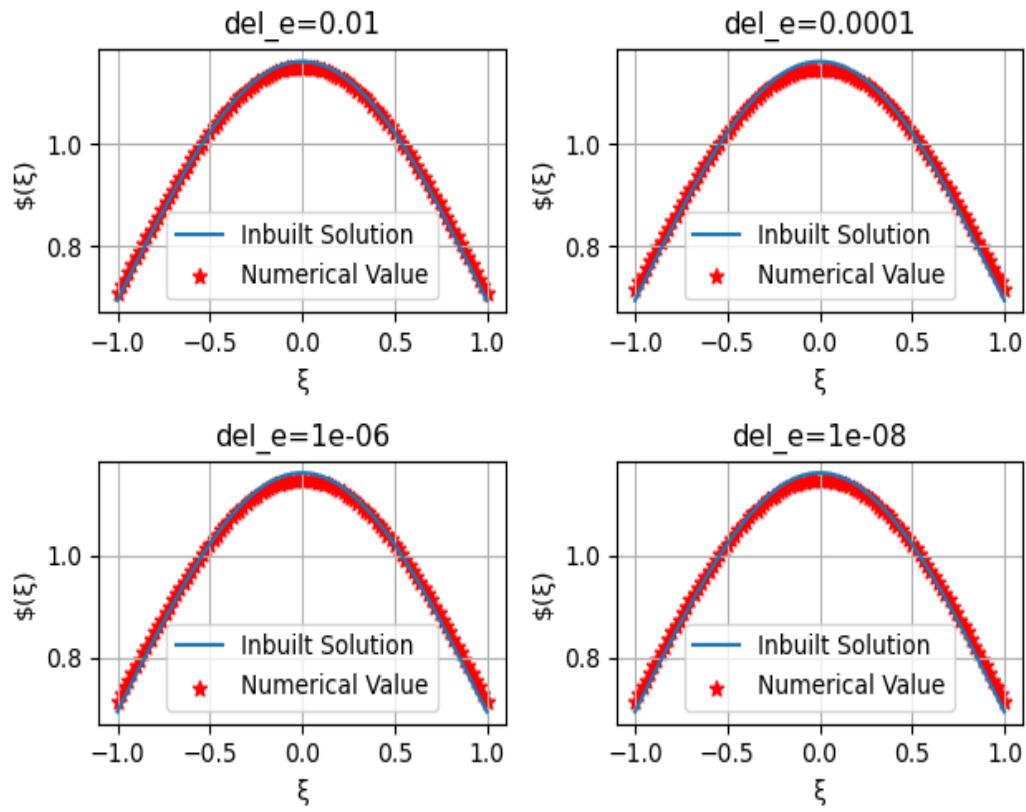 del_e=0.01
1.0
0.8
$(ξ)
Inbuilt Solution
Numerical Value
−1.0 −0.5 0.0 0.5 1.0
ξ
del_e=0.0001
1.0
0.8
$(ξ)
Inbuilt Solution
Numerical Value
−1.0 −0.5 0.0 0.5 1.0
ξ
del_e=1e-06
1.0
0.8
$(ξ)
Inbuilt Solution
Numerical Value
−1.0 −0.5 0.0 0.5 1.0
ξ
del_e=1e-08
1.0
0.8
$(ξ)
Inbuilt Solution
Numerical Value
−1.0 −0.5 0.0 0.5 1.0
ξ